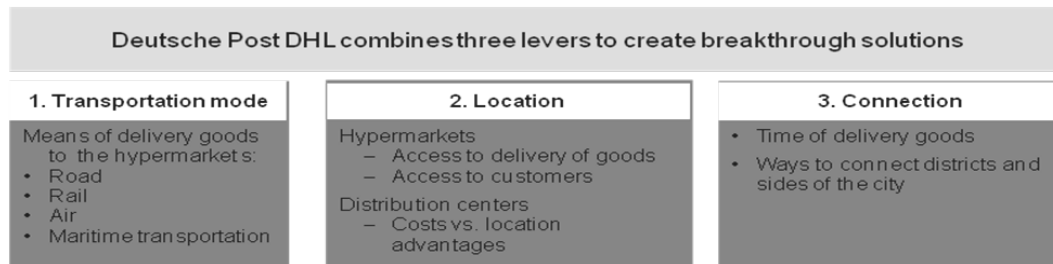 Deutsche Post DHL combines three levers to create breakthrough solutions
1. Transportation mode
Means of delivery goods
to the hypermarkets:
• Road
• Rail
• Air
• Maritime transportation
2. Location
Hypermarkets
– Access to delivery of goods
– Access to customers
Distribution centers
– Costs vs. location
advantages
3. Connection
• Time of delivery goods
• Ways to connect districts and
sides of the city